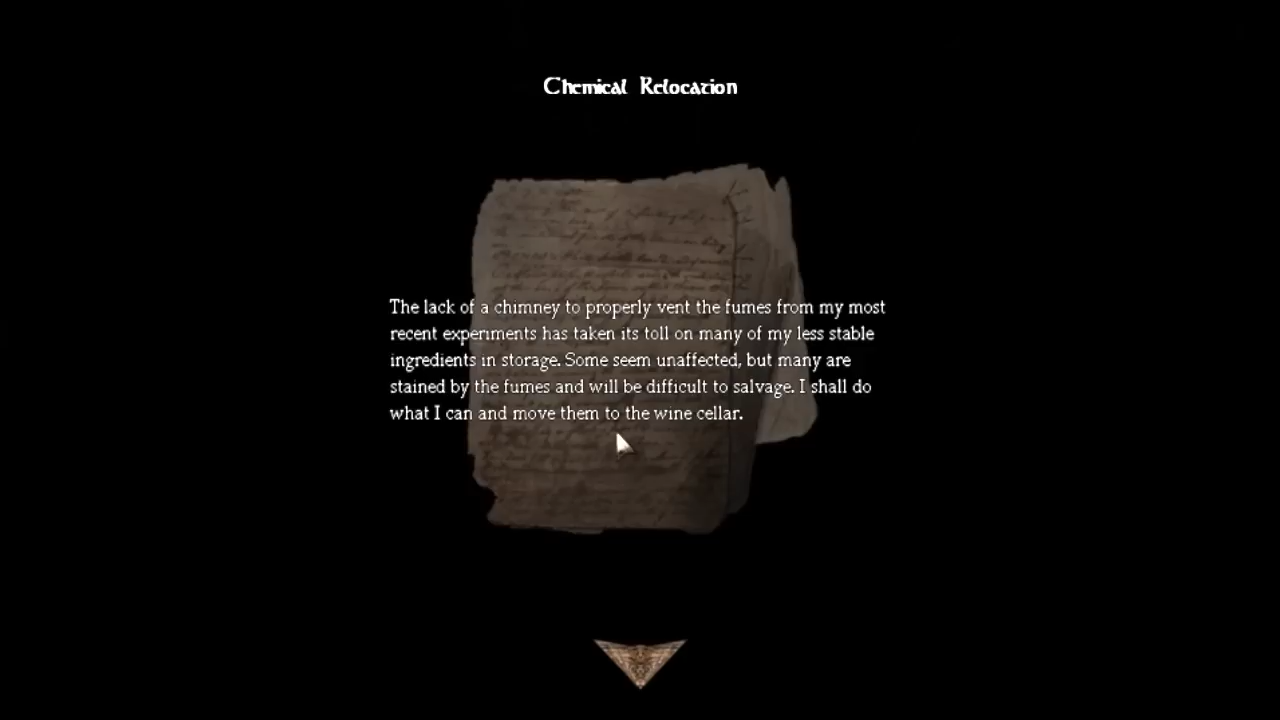 Chemical Relocation
The lack of a chimney to properly vent the fumes from my most
recent experiments has taken its toll on many of my less stable
ingredients in storage. Some seem unaffected, but many are
stained by the fumes and will be difficult to salvage. I shall do
what I can and move them to the wine cellar.